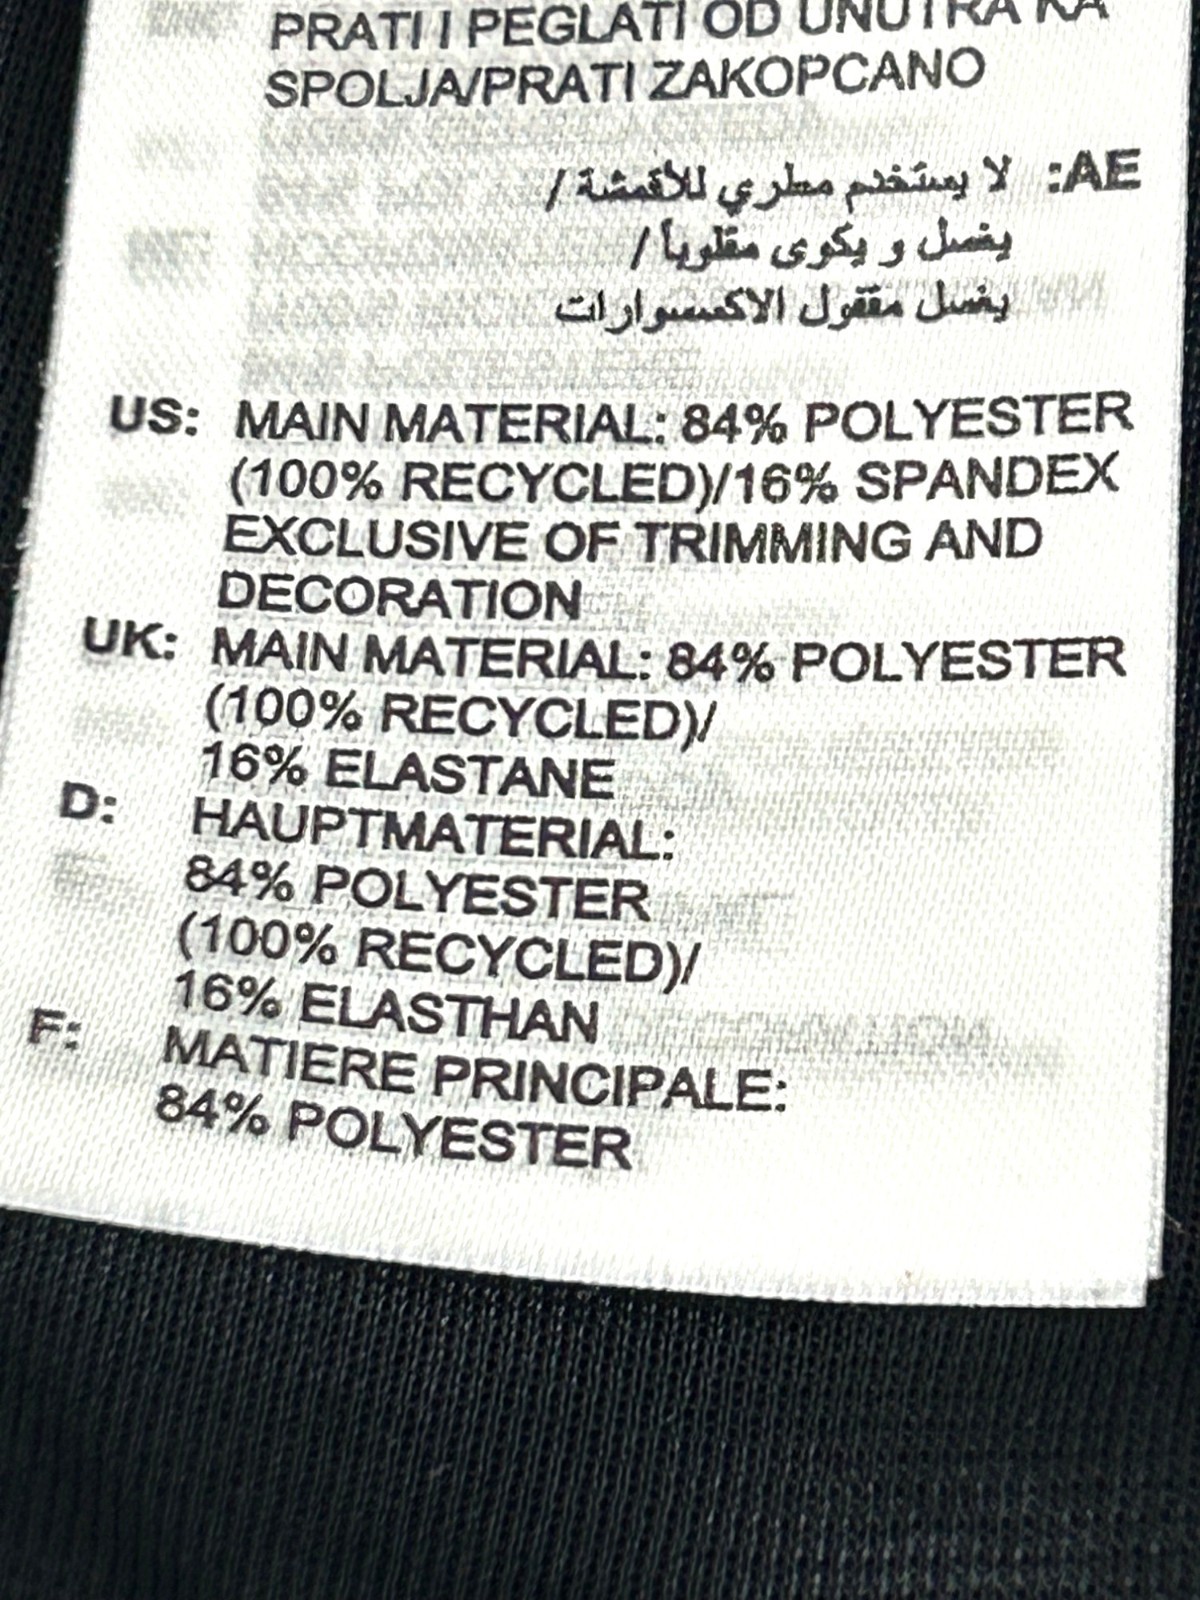 PRATI I PEGLATI OD UNUTRA KA
SPOLJA/PRATI ZAKOPCANO
AE: لا يستخدم مطري للأقمشة /
يغسل و يكوى مقلوباً /
يغسل مقفول الاكسسوارات
US: MAIN MATERIAL: 84% POLYESTER
(100% RECYCLED)/16% SPANDEX
EXCLUSIVE OF TRIMMING AND
DECORATION
UK: MAIN MATERIAL: 84% POLYESTER
(100% RECYCLED)/
16% ELASTANE
D: HAUPTMATERIAL:
84% POLYESTER
(100% RECYCLED)/
16% ELASTHAN
F: MATIERE PRINCIPALE:
84% POLYESTER